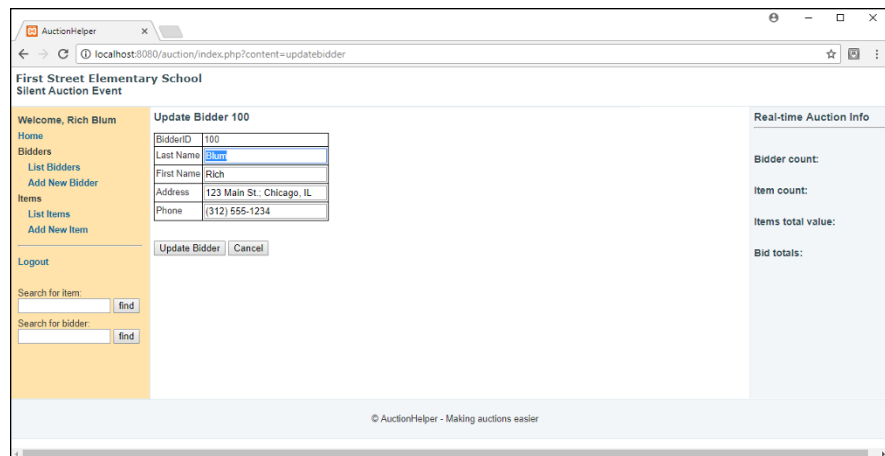 AuctionHelper
localhost:8080/auction/index.php?content=updatebidder
First Street Elementary School
Silent Auction Event
Welcome, Rich Blum
Home
Bidders
List Bidders
Add New Bidder
Items
List Items
Add New Item
Logout
Search for item:
find
Search for bidder:
find
Update Bidder 100
BidderID 100
Last Name Blum
First Name Rich
Address 123 Main St.; Chicago, IL
Phone (312) 555-1234
Update Bidder Cancel
Real-time Auction Info
Bidder count:
Item count:
Items total value:
Bid totals:
© AuctionHelper - Making auctions easier